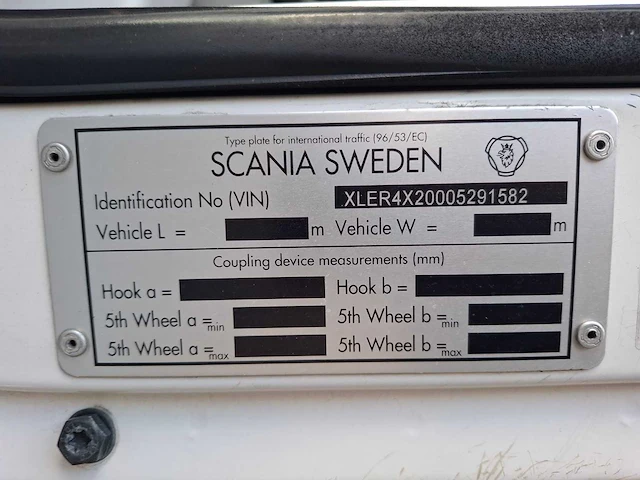 Type plate for international traffic (96/53/EC)
SCANIA SWEDEN
Identification No (VIN) XLER4X20005291582
Vehicle L = m Vehicle W = m
Coupling device measurements (mm)
Hook a = Hook b =
5th Wheel a =min 5th Wheel b =min
5th Wheel a =max 5th Wheel b =max